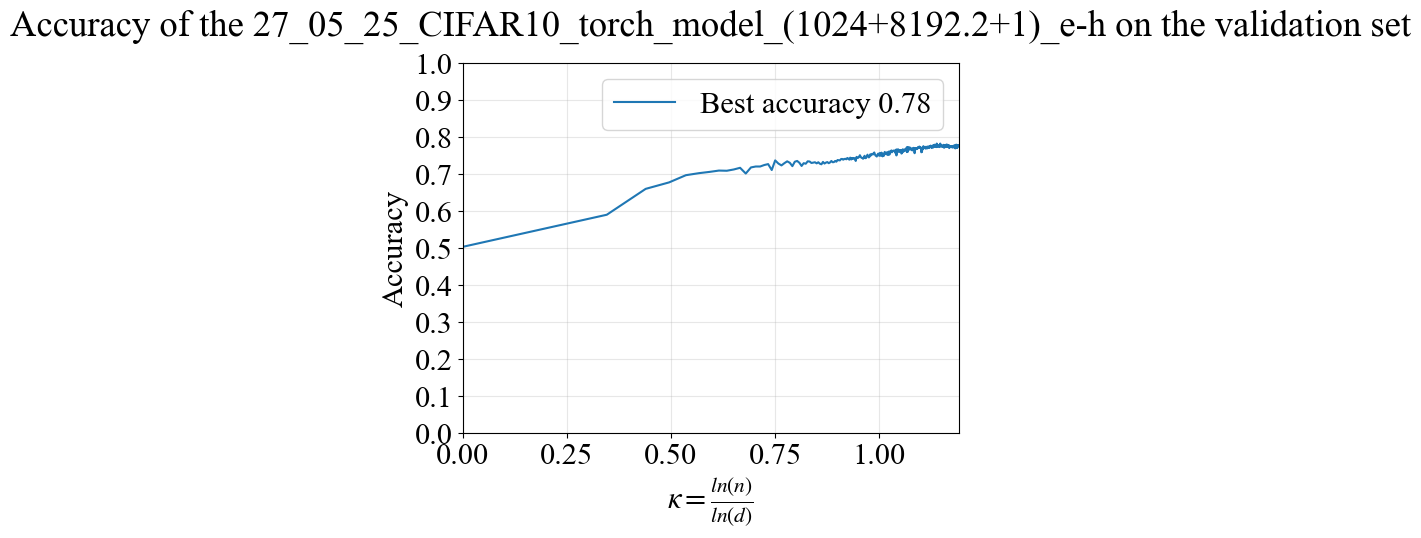 Accuracy of the 27_05_25_CIFAR10_torch_model_(1024+8192.2+1)_e-h on the validation set
1.0
0.9
0.8
0.7
0.6
0.5
0.4
0.3
0.2
0.1
0.0
Accuracy
Best accuracy 0.78
0.00 0.25 0.50 0.75 1.00
κ = ln(n) / ln(d)